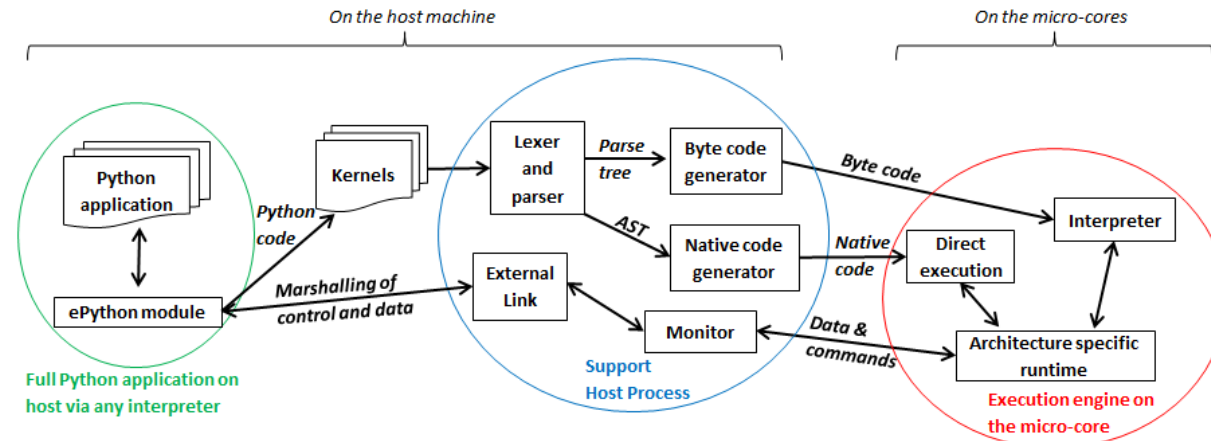 On the host machine
On the micro-cores
Python
application
ePython module
Full Python application on
host via any interpreter
Python
code
Kernels
Marshalling of
control and data
Lexer
and
parser
Parse
tree
AST
Byte code
generator
Native code
generator
External
Link
Monitor
Support
Host Process
Byte code
Native
code
Data &
commands
Interpreter
Direct
execution
Architecture specific
runtime
Execution engine on
the micro-core